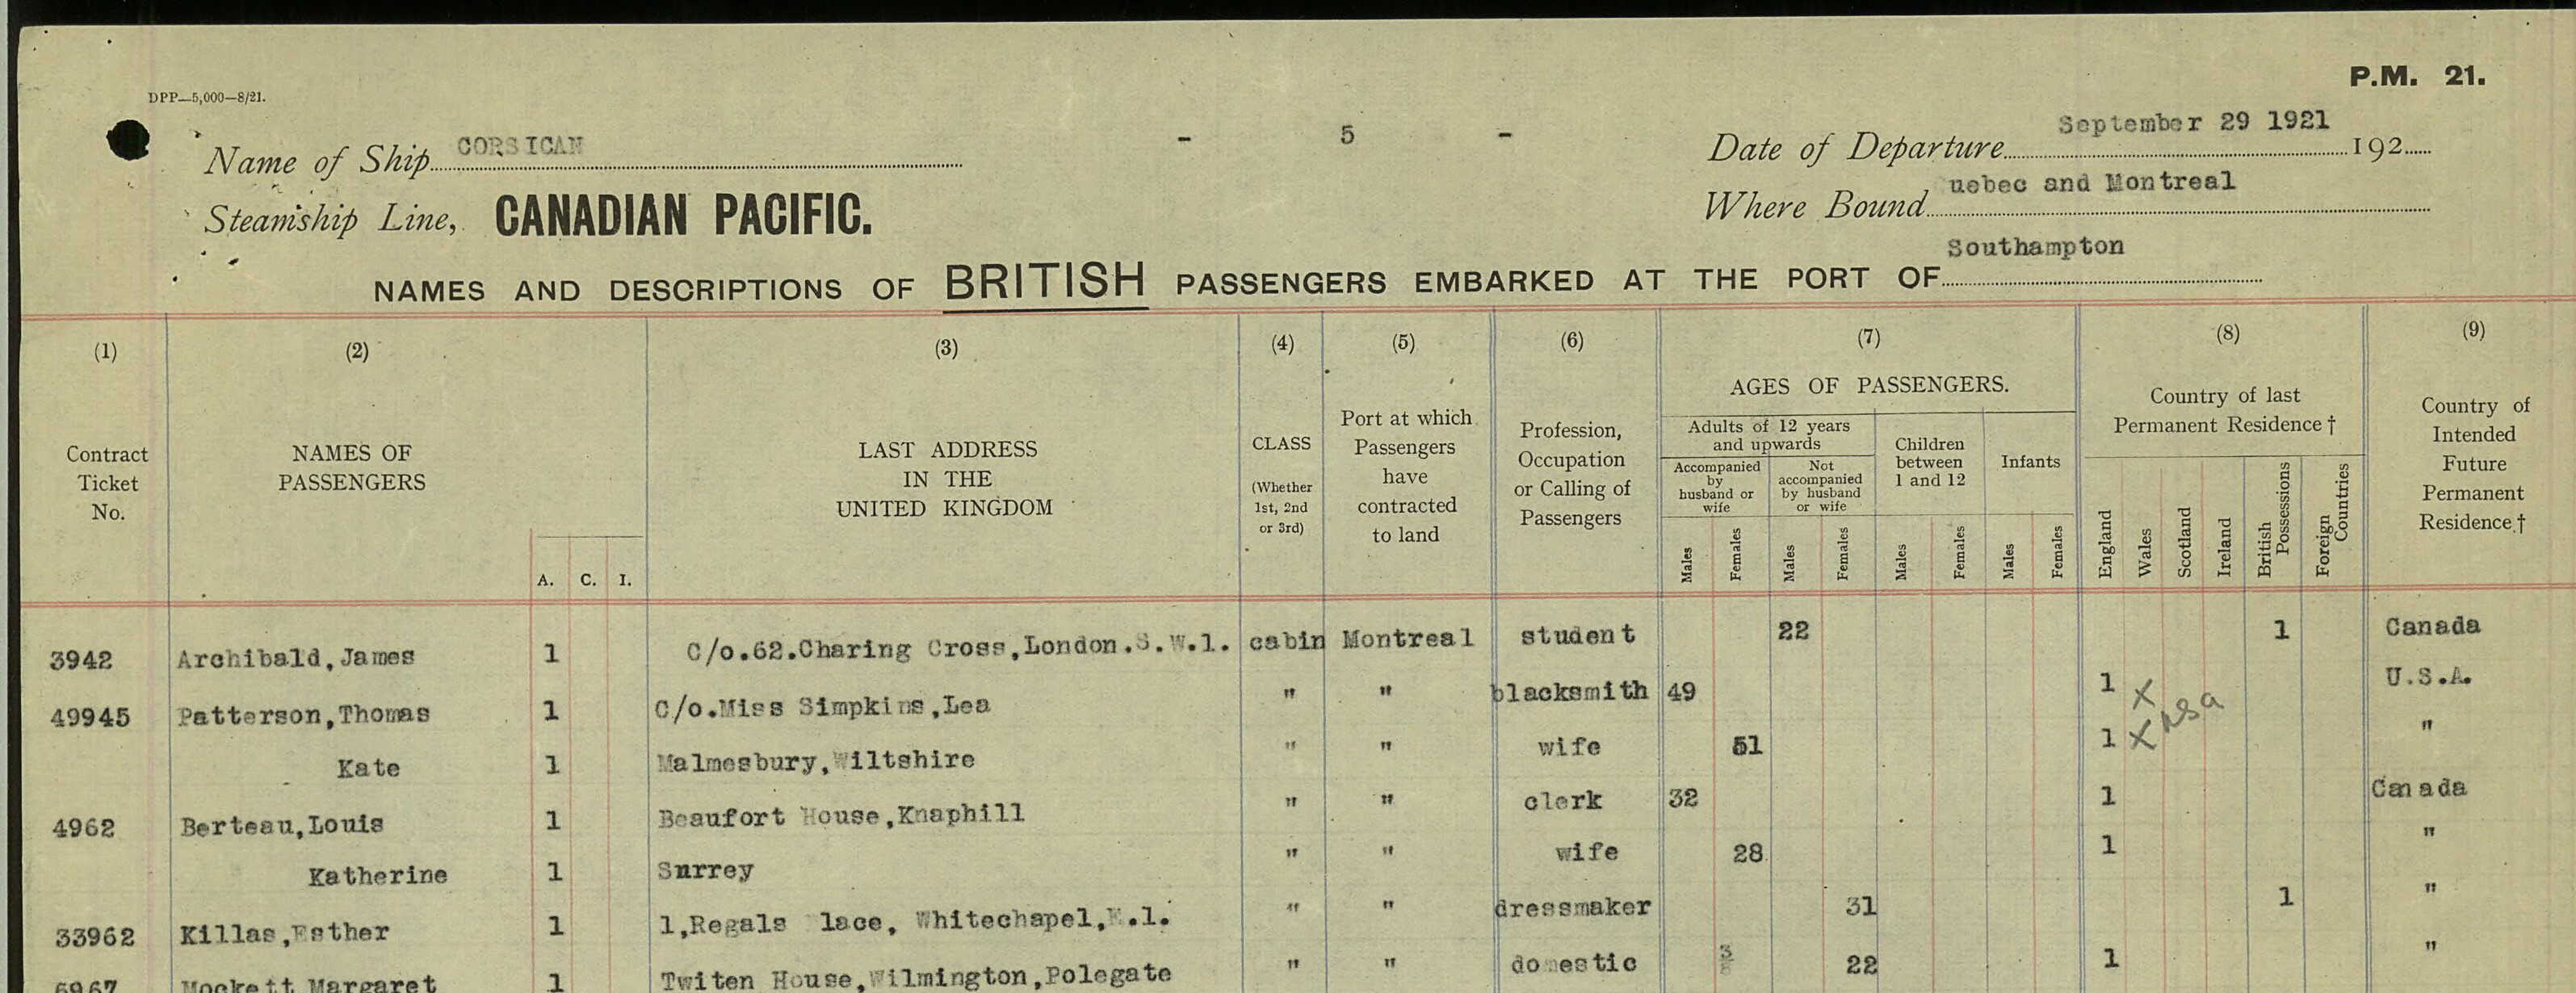 P.M. 21.
DPP—5,000—8/21.
Name of Ship CORSICAN
- 5 -
Date of Departure September 29 1921 192
Steamship Line, CANADIAN PACIFIC.
Where Bound uebec and Montreal
NAMES AND DESCRIPTIONS OF BRITISH PASSENGERS EMBARKED AT THE PORT OF Southampton
(1) (2) (3) (4) (5) (6) (7) (8) (9)
Contract Ticket No.
NAMES OF PASSENGERS
A. C. I.
LAST ADDRESS IN THE UNITED KINGDOM
CLASS (Whether 1st, 2nd or 3rd)
Port at which Passengers have contracted to land
Profession, Occupation or Calling of Passengers
AGES OF PASSENGERS.
Adults of 12 years and upwards
Accompanied by husband or wife
Not accompanied by husband or wife
Children between 1 and 12
Infants
Males Females Males Females Males Females Males Females
Country of last Permanent Residence †
England Wales Scotland Ireland British Possessions Foreign Countries
Country of Intended Future Permanent Residence †
3942 Archibald, James 1 C/o.62.Charing Cross,London.S.W.1. cabin Montreal student 22 1 Canada
49945 Patterson,Thomas 1 C/o.Miss Simpkins,Lea " " blacksmith 49 1 X usa U.S.A.
Kate 1 Malmesbury,Wiltshire " " wife 51 1 X "
4962 Berteau,Louis 1 Beaufort House,Knaphill " " clerk 32 1 Canada
Katherine 1 Surrey " " wife 28 1 "
33962 Killas,Esther 1 1,Regals lace, Whitechapel,E.1. " " dressmaker 31 1 "
6967 Mockett Margaret 1 Twiten House,Wilmington,Polegate " " domestic 22 1 "